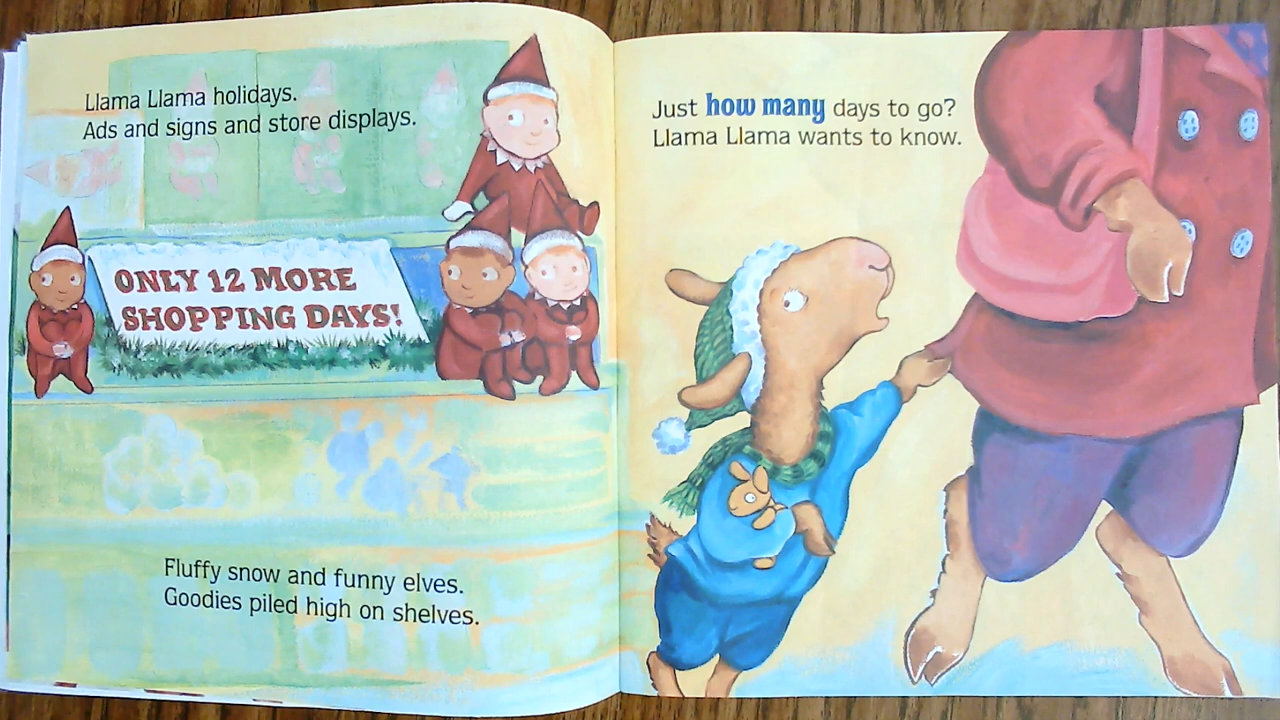 Llama Llama holidays.
Ads and signs and store displays.
ONLY 12 MORE
SHOPPING DAYS!
Fluffy snow and funny elves.
Goodies piled high on shelves.
Just how many days to go?
Llama Llama wants to know.